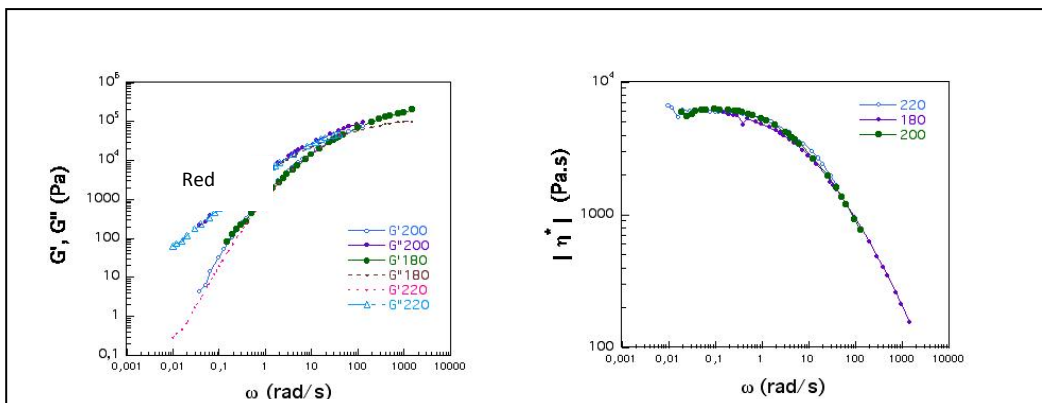 10⁶
10⁵
10⁴
1000
100
10
1
0,1
G', G'' (Pa)
Red
G'200
G''200
G'180
G''180
G'220
G''220
0,001 0,01 0,1 1 10 100 1000 10000
ω (rad/s)
10⁴
1000
100
| η* | (Pa.s)
220
180
200
0,001 0,01 0,1 1 10 100 1000 10000
ω (rad/s)